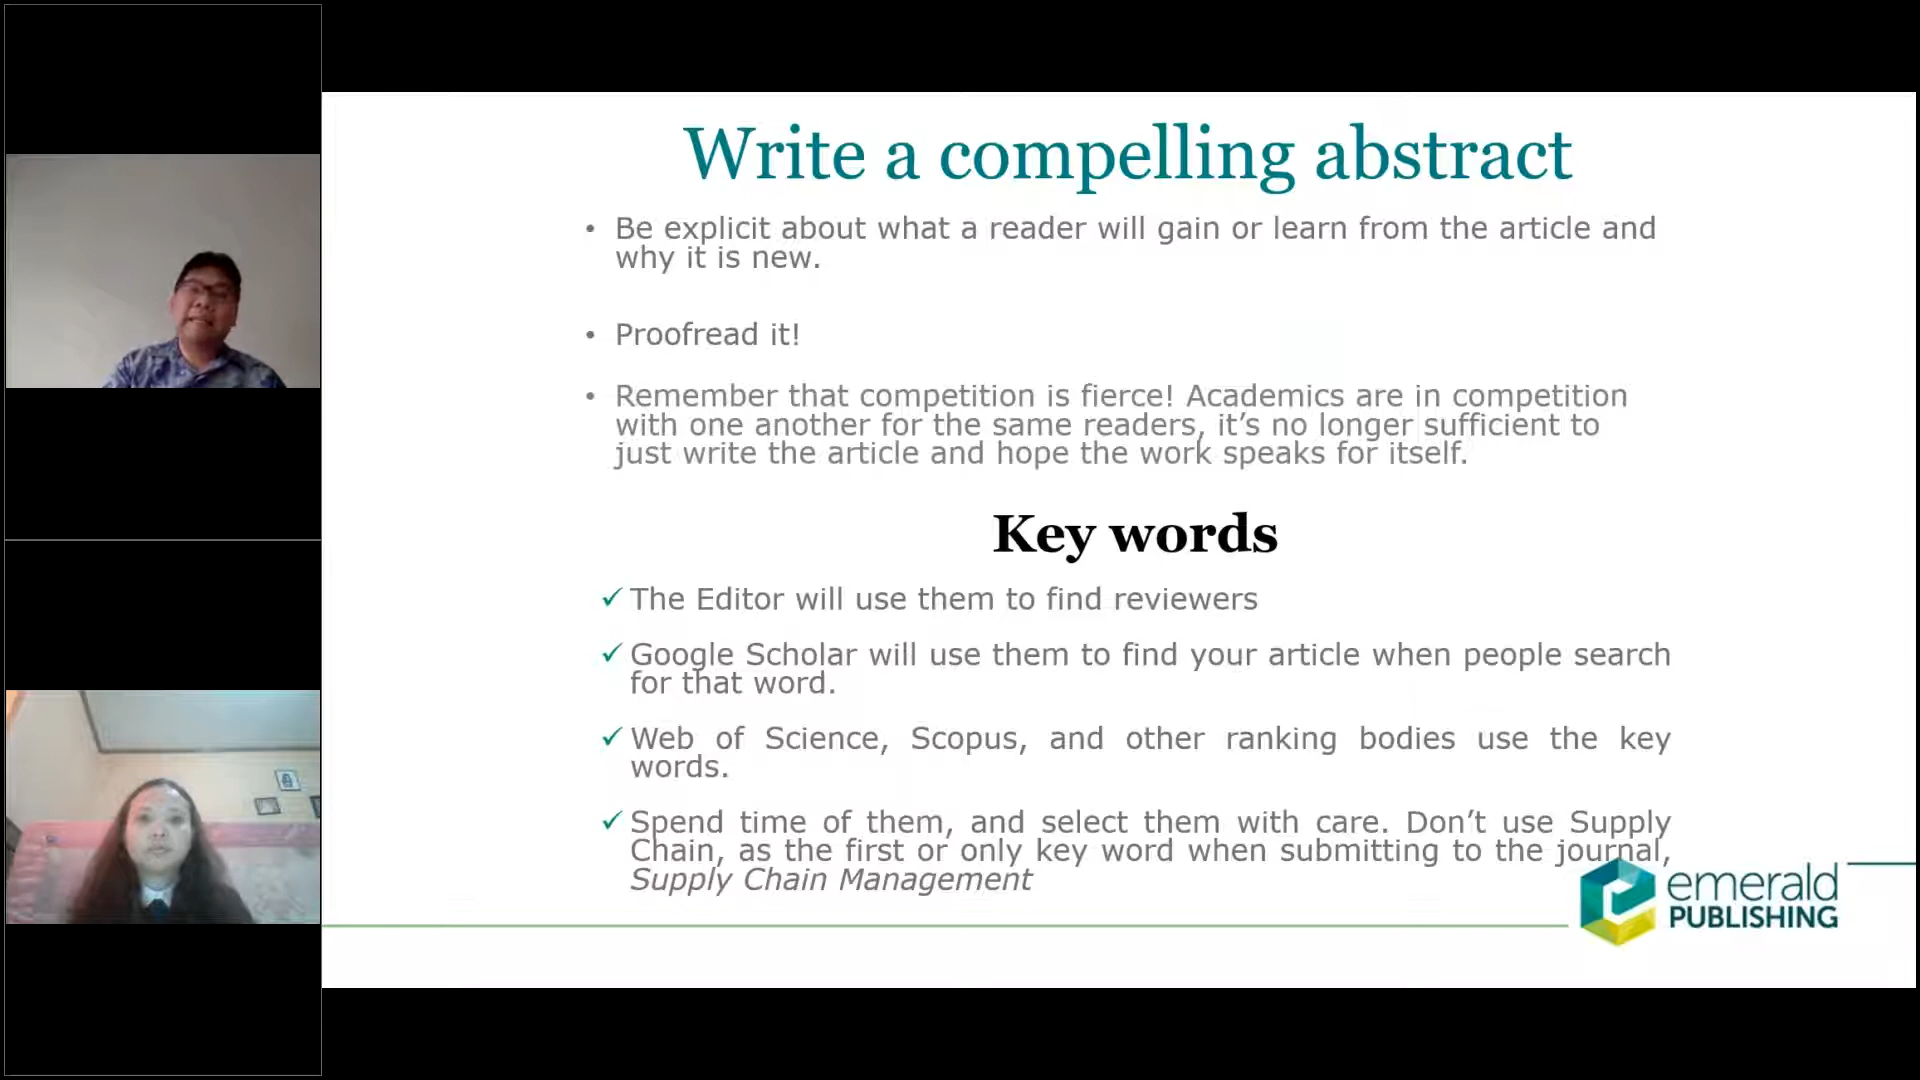 Write a compelling abstract
• Be explicit about what a reader will gain or learn from the article and
why it is new.
• Proofread it!
• Remember that competition is fierce! Academics are in competition
with one another for the same readers, it’s no longer sufficient to
just write the article and hope the work speaks for itself.
Key words
✓ The Editor will use them to find reviewers
✓ Google Scholar will use them to find your article when people search
for that word.
✓ Web of Science, Scopus, and other ranking bodies use the key
words.
✓ Spend time of them, and select them with care. Don’t use Supply
Chain, as the first or only key word when submitting to the journal,
Supply Chain Management
emerald
PUBLISHING